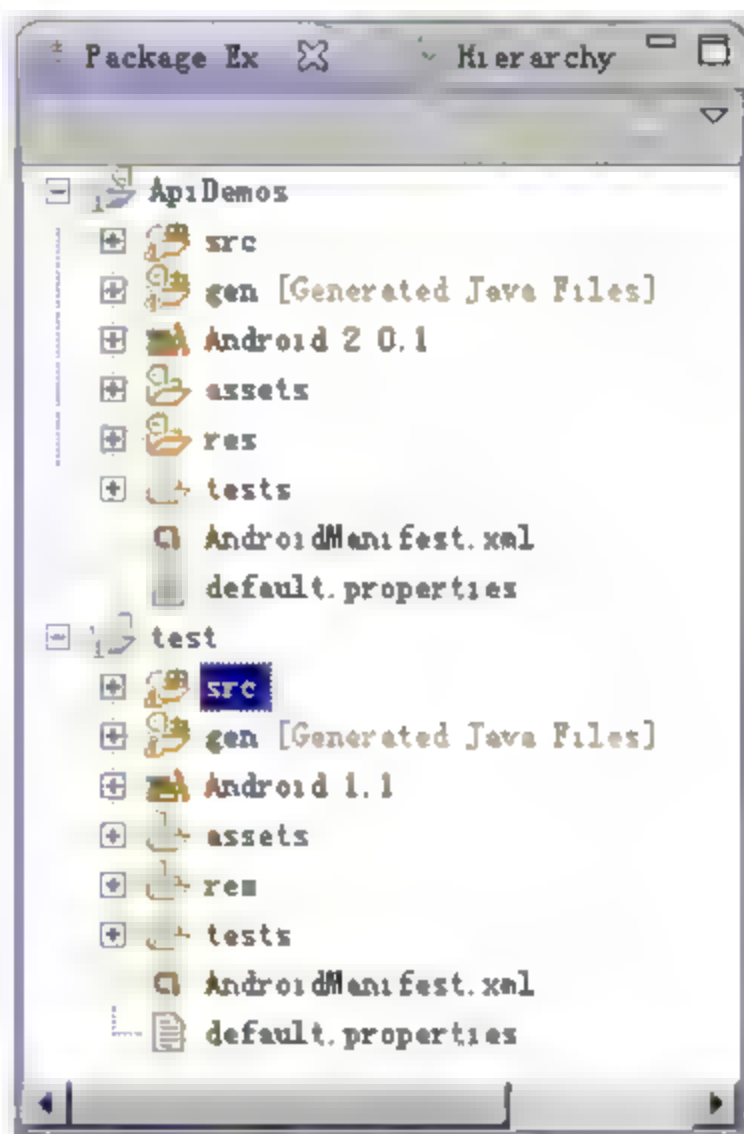 Package Ex Hierarchy
ApiDemos
src
gen [Generated Java Files]
Android 2 0.1
assets
res
tests
AndroidManifest.xml
default.properties
test
src
gen [Generated Java Files]
Android 1.1
assets
res
tests
AndroidManifest.xml
default.properties